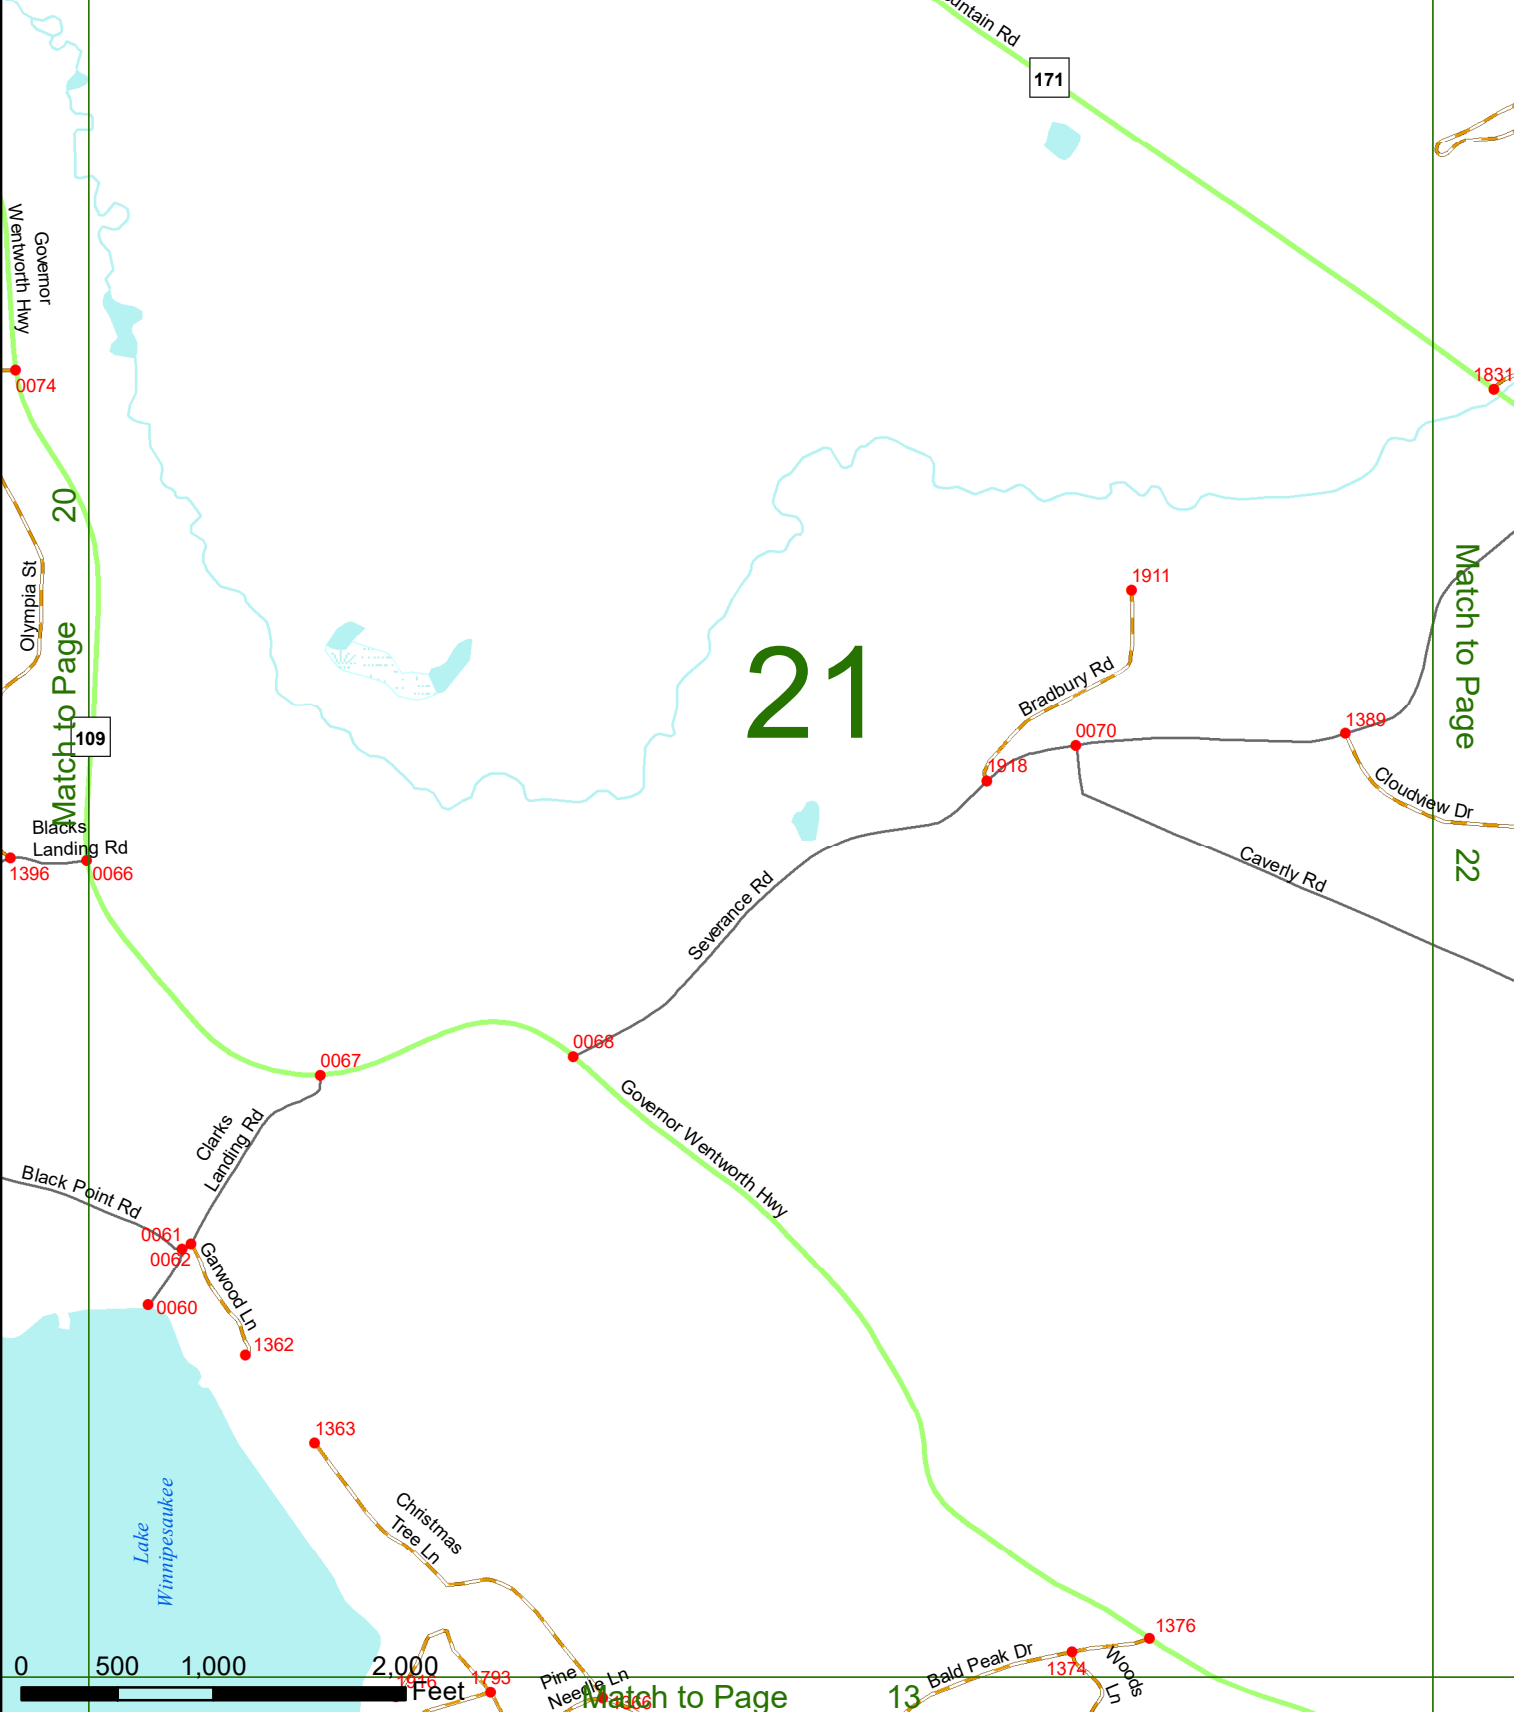 untain Rd
171
Governor
Wentworth Hwy
0074
1831
20
Match to Page
Olympia St
109
21
1911
Bradbury Rd
1918
0070
1389
Cloudview Dr
Match to Page
22
Caverly Rd
Blacks
Landing Rd
1396
0066
Severance Rd
0068
0067
Governor Wentworth Hwy
Clarks
Landing Rd
Black Point Rd
0061
0062
Garwood Ln
0060
1362
1363
Christmas
Tree Ln
Lake
Winnipesaukee
1376
Bald Peak Dr
1374
Woods
Ln
0 500 1,000 2,000
Feet
1916
1793
Pine
Needle Ln
1366
Match to Page 13